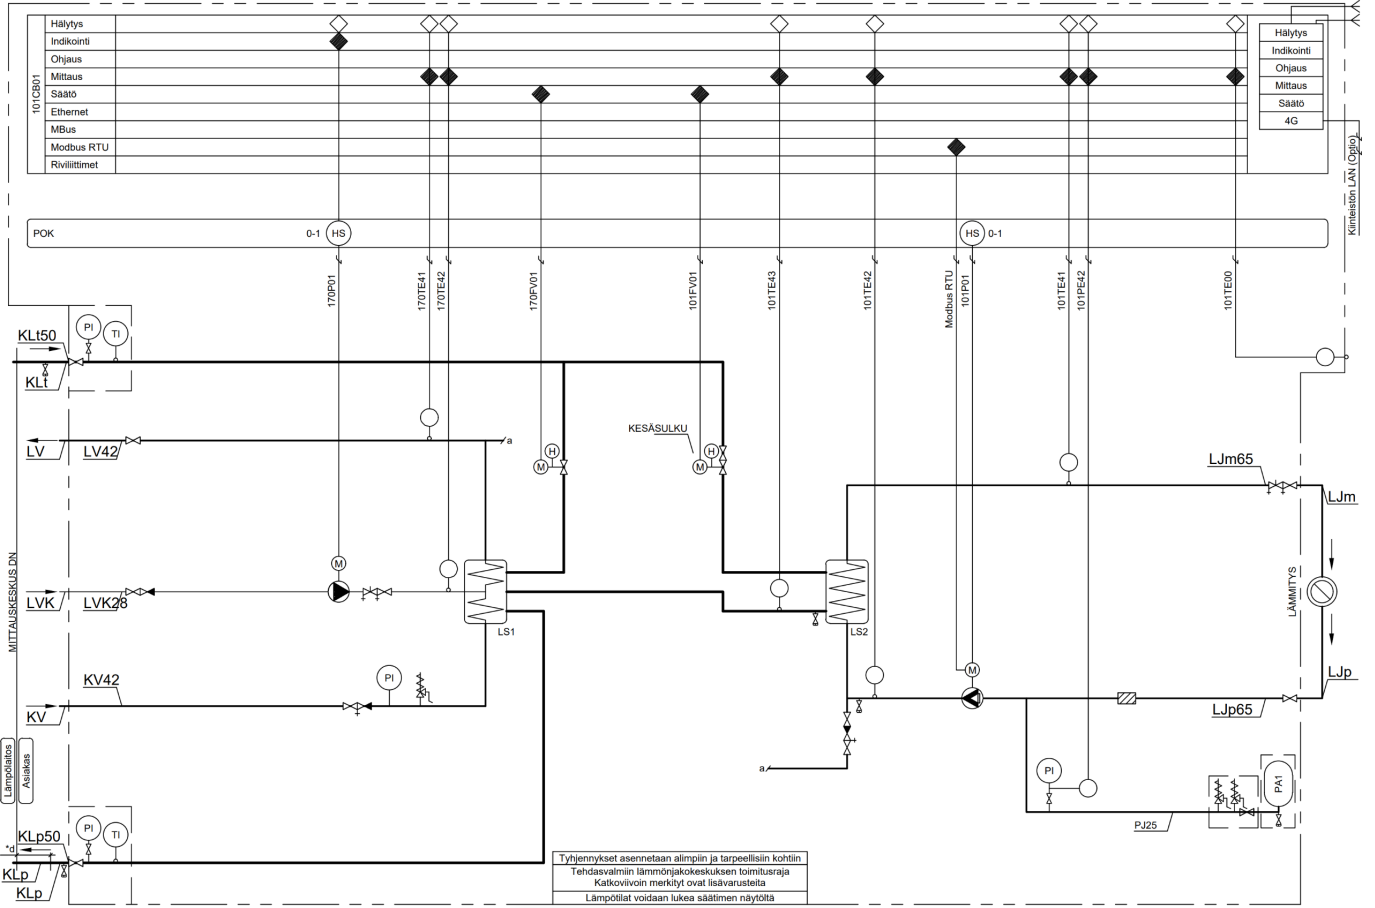 Hälytys
Indikointi
Ohjaus
Mittaus
Säätö
Ethernet
MBus
Modbus RTU
Riviliittimet
101CB01
Hälytys
Indikointi
Ohjaus
Mittaus
Säätö
4G
Kiinteistön LAN (Optio)
POK
0-1 HS
HS 0-1
170P01
170TE41
170TE42
170FV01
101FV01
101TE43
101TE42
Modbus RTU
101P01
101TE41
101PE42
101TE00
KLt50
PI
TI
KLt
LV
LV42
a
KESÄSULKU
M
H
M
H
LJm65
LJm
MITTAUSKESKUS DN
M
LVK
LVK28
LS1
LS2
LÄMMITYS
KV42
PI
KV
M
LJp
LJp65
Lämpölaitos
Asiakas
a
PI
PA1
PJ25
KLp50
PI
TI
*d
KLp
KLp
Tyhjennykset asennetaan alimpiin ja tarpeellisiin kohtiin
Tehdasvalmiin lämmönjakokeskuksen toimitusraja
Katkoviivoin merkityt ovat lisävarusteita
Lämpötilat voidaan lukea säätimen näytöltä